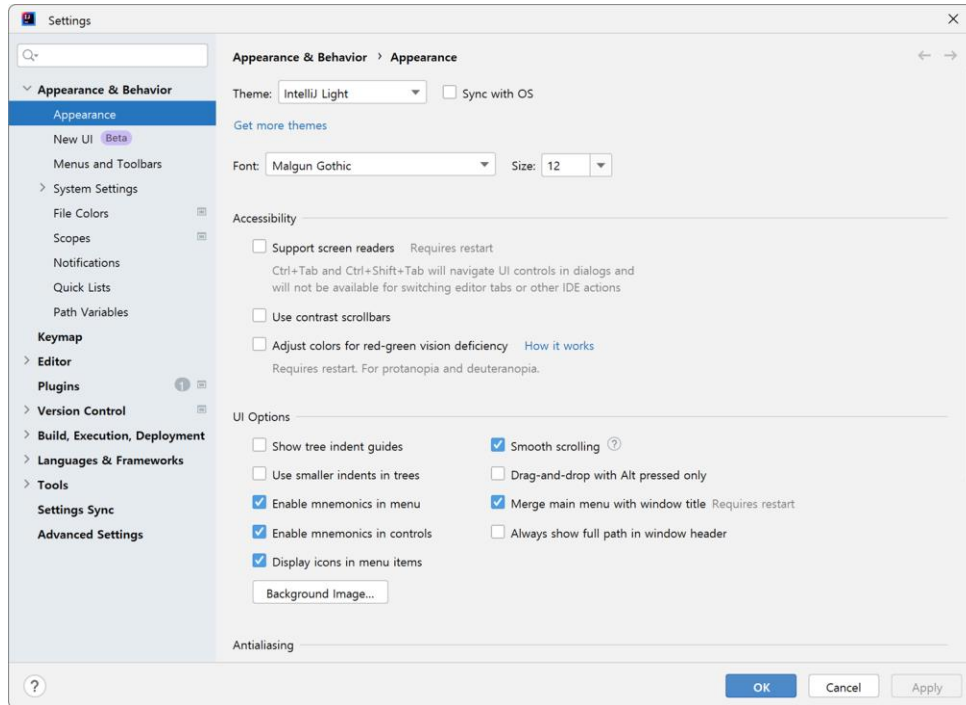 Settings
Appearance & Behavior
Appearance
New UI Beta
Menus and Toolbars
System Settings
File Colors
Scopes
Notifications
Quick Lists
Path Variables
Keymap
Editor
Plugins 1
Version Control
Build, Execution, Deployment
Languages & Frameworks
Tools
Settings Sync
Advanced Settings
Appearance & Behavior › Appearance
Theme: IntelliJ Light Sync with OS
Get more themes
Font: Malgun Gothic Size: 12
Accessibility
Support screen readers Requires restart
Ctrl+Tab and Ctrl+Shift+Tab will navigate UI controls in dialogs and
will not be available for switching editor tabs or other IDE actions
Use contrast scrollbars
Adjust colors for red-green vision deficiency How it works
Requires restart. For protanopia and deuteranopia.
UI Options
Show tree indent guides Smooth scrolling ?
Use smaller indents in trees Drag-and-drop with Alt pressed only
Enable mnemonics in menu Merge main menu with window title Requires restart
Enable mnemonics in controls Always show full path in window header
Display icons in menu items
Background Image...
Antialiasing
? OK Cancel Apply